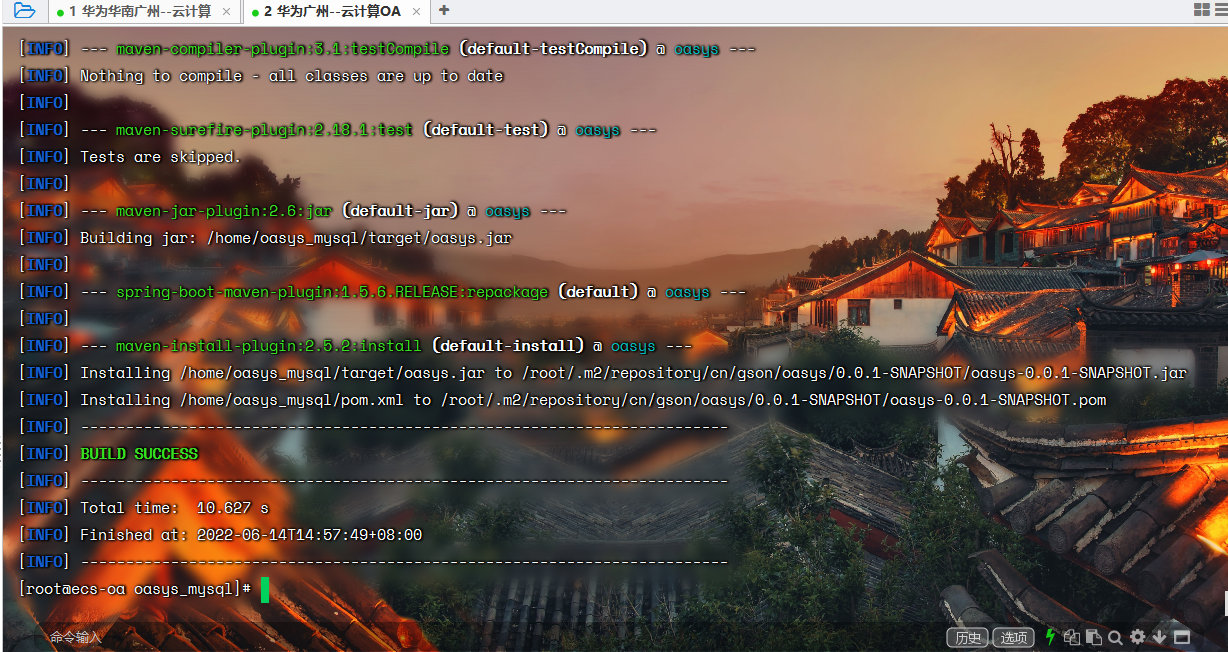 1 华为华南广州--云计算 × 2 华为广州--云计算OA × +
[INFO] --- maven-compiler-plugin:3.1:testCompile (default-testCompile) @ oasys ---
[INFO] Nothing to compile - all classes are up to date
[INFO]
[INFO] --- maven-surefire-plugin:2.18.1:test (default-test) @ oasys ---
[INFO] Tests are skipped.
[INFO]
[INFO] --- maven-jar-plugin:2.6:jar (default-jar) @ oasys ---
[INFO] Building jar: /home/oasys_mysql/target/oasys.jar
[INFO]
[INFO] --- spring-boot-maven-plugin:1.5.6.RELEASE:repackage (default) @ oasys ---
[INFO]
[INFO] --- maven-install-plugin:2.5.2:install (default-install) @ oasys ---
[INFO] Installing /home/oasys_mysql/target/oasys.jar to /root/.m2/repository/cn/gson/oasys/0.0.1-SNAPSHOT/oasys-0.0.1-SNAPSHOT.jar
[INFO] Installing /home/oasys_mysql/pom.xml to /root/.m2/repository/cn/gson/oasys/0.0.1-SNAPSHOT/oasys-0.0.1-SNAPSHOT.pom
[INFO] ------------------------------------------------------------------------
[INFO] BUILD SUCCESS
[INFO] ------------------------------------------------------------------------
[INFO] Total time:  10.627 s
[INFO] Finished at: 2022-06-14T14:57:49+08:00
[INFO] ------------------------------------------------------------------------
[root@ecs-oa oasys_mysql]#
命令输入 历史 选项